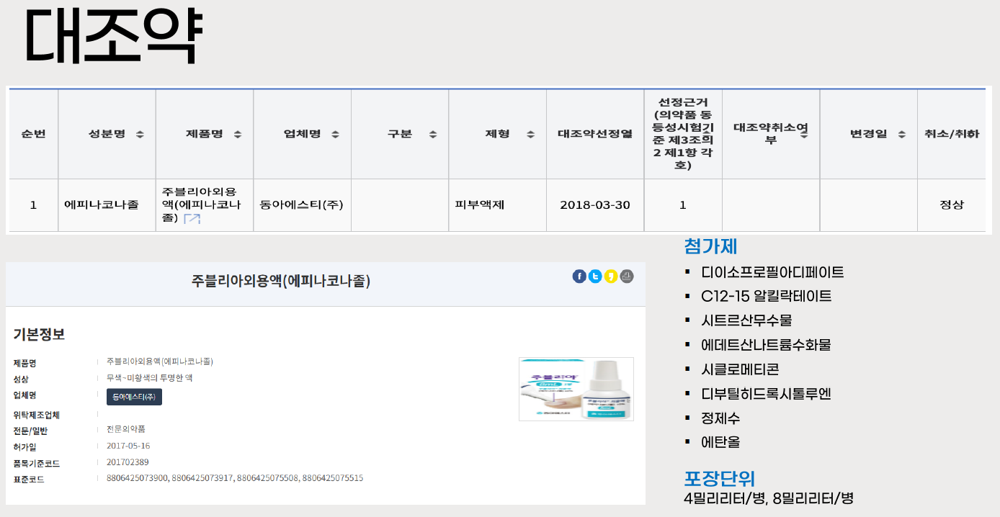 대조약
순번 성분명 제품명 업체명 구분 제형 대조약선정일 선정근거(의약품 동등성시험기준 제3조의2 제1항 각 호) 대조약취소여부 변경일 취소/취하
1 에피나코나졸 주블리아외용액(에피나코나졸) 동아에스티(주) 피부액제 2018-03-30 1 정상
주블리아외용액(에피나코나졸)
기본정보
제품명 주블리아외용액(에피나코나졸)
성상 무색~미황색의 투명한 액
업체명 동아에스티(주)
위탁제조업체
전문/일반 전문의약품
허가일 2017-05-16
품목기준코드 201702389
표준코드 8806425073900, 8806425073917, 8806425075508, 8806425075515
주블리아
첨가제
▪ 디이소프로필아디페이트
▪ C12-15 알킬락테이트
▪ 시트르산무수물
▪ 에데트산나트륨수화물
▪ 시클로메티콘
▪ 디부틸히드록시톨루엔
▪ 정제수
▪ 에탄올
포장단위
4밀리리터/병, 8밀리리터/병